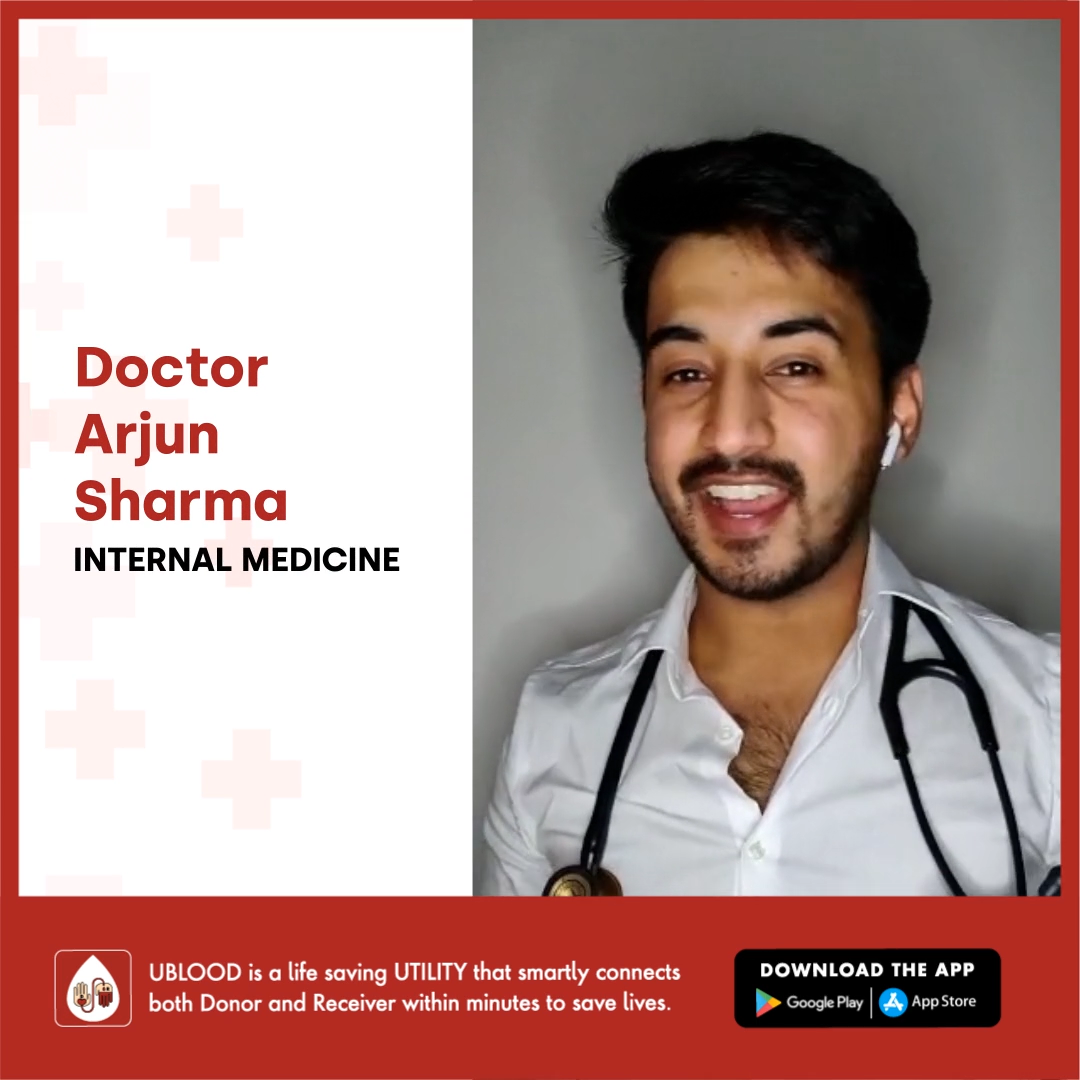 Doctor
Arjun
Sharma
INTERNAL MEDICINE
UBLOOD is a life saving UTILITY that smartly connects
both Donor and Receiver within minutes to save lives.
DOWNLOAD THE APP
Google Play | App Store